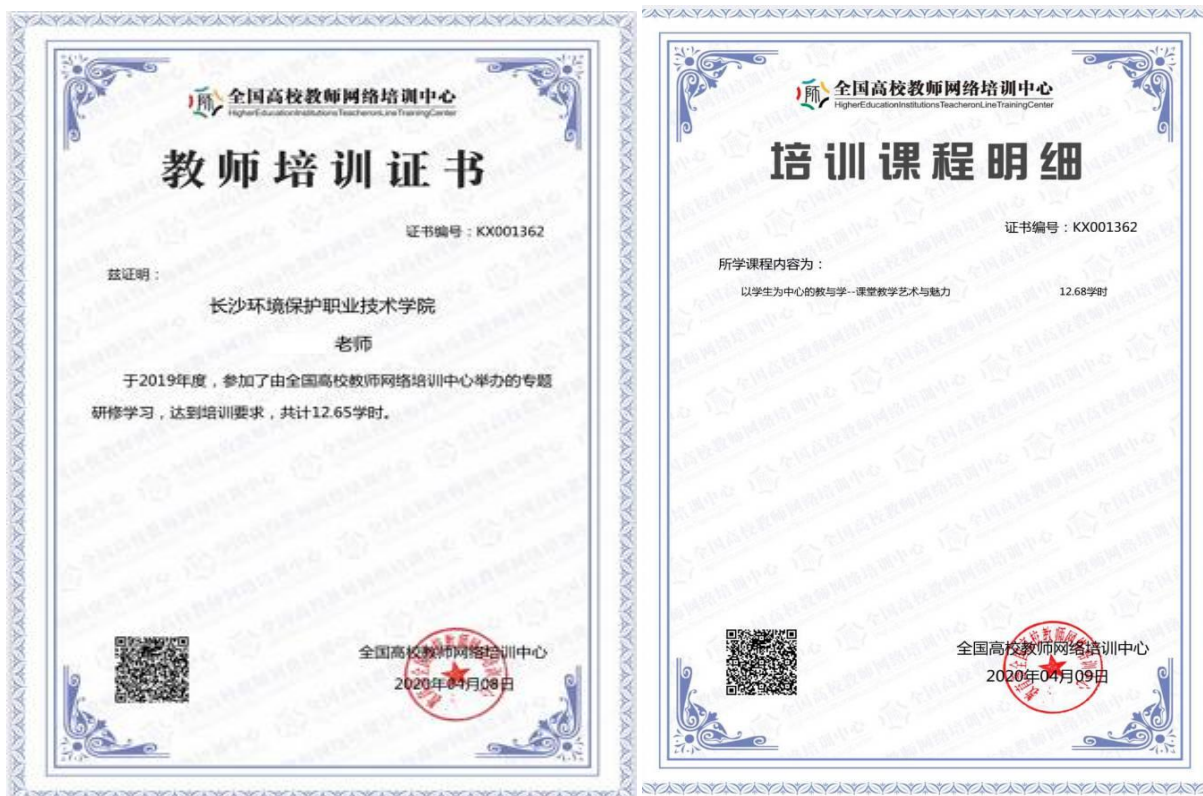 全国高校教师网络培训中心
HigherEducationInstitutionsTeacheronLineTrainingCenter
教师培训证书
证书编号：KX001362
兹证明：
长沙环境保护职业技术学院
老师
于2019年度，参加了由全国高校教师网络培训中心举办的专题
研修学习，达到培训要求，共计12.65学时。
全国高校教师网络培训中心
2020年04月08日
全国高校教师网络培训中心
HigherEducationInstitutionsTeacheronLineTrainingCenter
培训课程明细
证书编号：KX001362
所学课程内容为：
以学生为中心的教与学--课堂教学艺术与魅力 12.68学时
全国高校教师网络培训中心
2020年04月09日